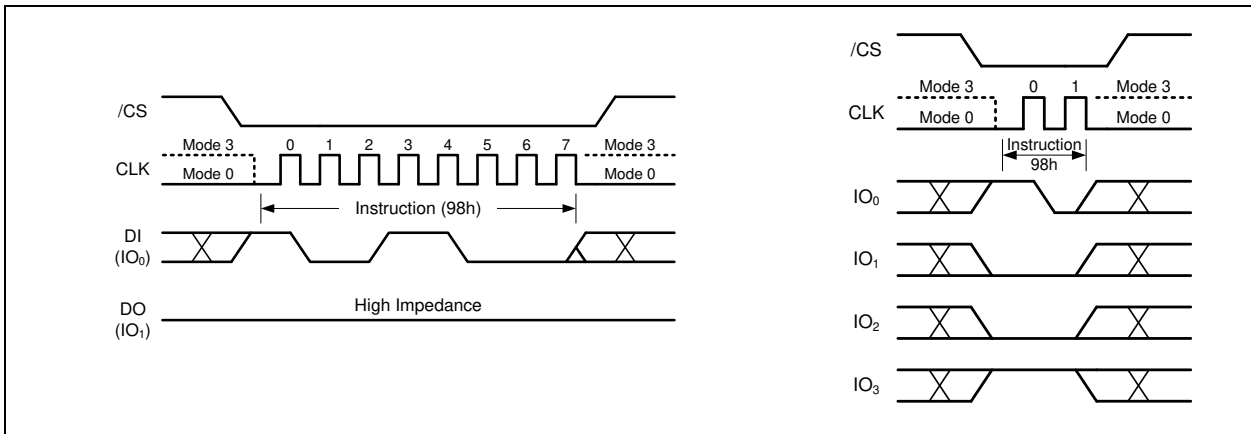 /CS
Mode 3
0 1 2 3 4 5 6 7
Mode 3
CLK
Mode 0
Mode 0
Instruction (98h)
DI
(IO₀)
High Impedance
DO
(IO₁)
/CS
Mode 3
0 1
Mode 3
CLK
Mode 0
Mode 0
Instruction
98h
IO₀
IO₁
IO₂
IO₃